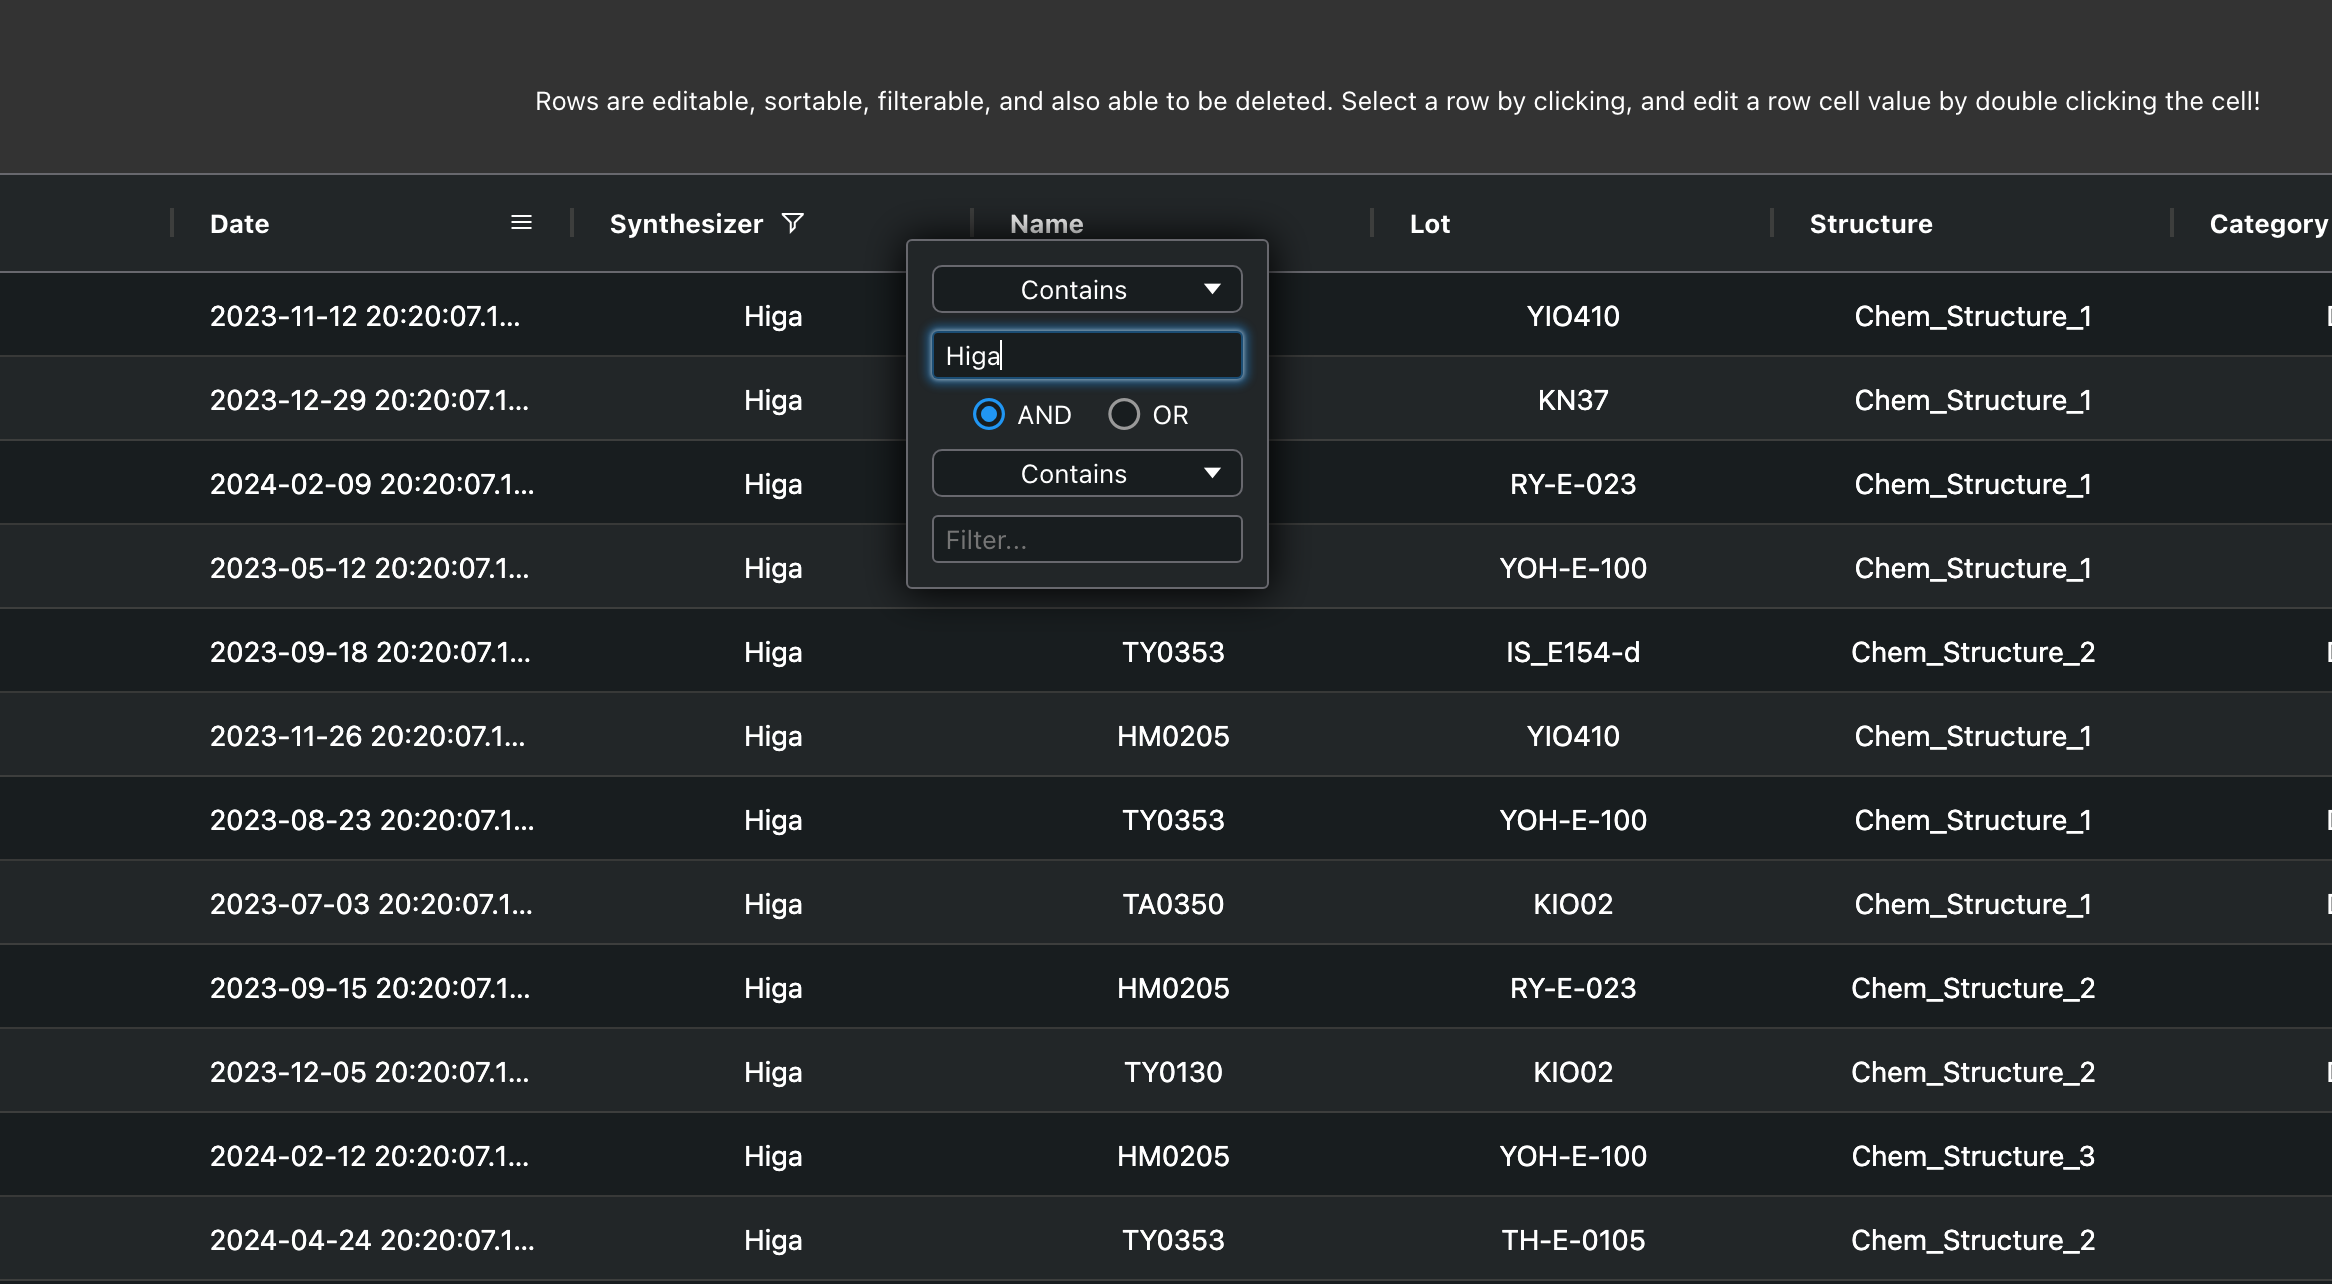 Rows are editable, sortable, filterable, and also able to be deleted. Select a row by clicking, and edit a row cell value by double clicking the cell!
Date Synthesizer Name Lot Structure Category
Contains
Higa
AND OR
Contains
Filter...
2023-11-12 20:20:07.1... Higa YIO410 Chem_Structure_1
2023-12-29 20:20:07.1... Higa KN37 Chem_Structure_1
2024-02-09 20:20:07.1... Higa RY-E-023 Chem_Structure_1
2023-05-12 20:20:07.1... Higa YOH-E-100 Chem_Structure_1
2023-09-18 20:20:07.1... Higa TY0353 IS_E154-d Chem_Structure_2
2023-11-26 20:20:07.1... Higa HM0205 YIO410 Chem_Structure_1
2023-08-23 20:20:07.1... Higa TY0353 YOH-E-100 Chem_Structure_1
2023-07-03 20:20:07.1... Higa TA0350 KIO02 Chem_Structure_1
2023-09-15 20:20:07.1... Higa HM0205 RY-E-023 Chem_Structure_2
2023-12-05 20:20:07.1... Higa TY0130 KIO02 Chem_Structure_2
2024-02-12 20:20:07.1... Higa HM0205 YOH-E-100 Chem_Structure_3
2024-04-24 20:20:07.1... Higa TY0353 TH-E-0105 Chem_Structure_2